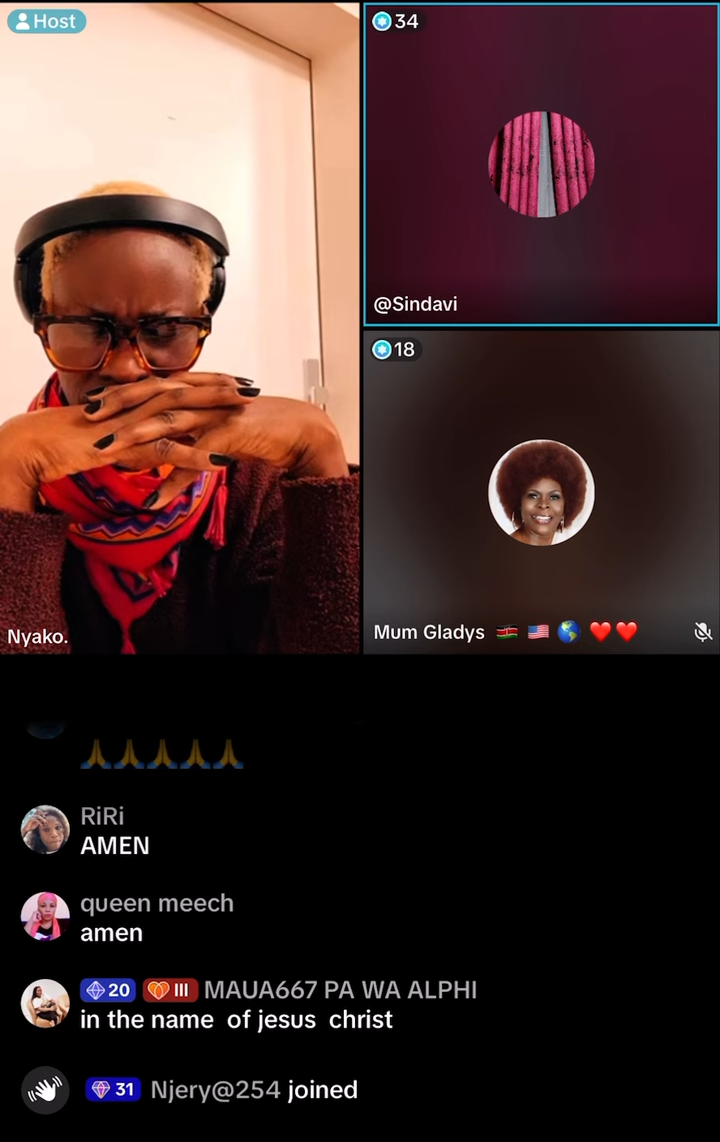 Host
34
@Sindavi
18
Nyako.
Mum Gladys 🇰🇪 🇺🇸 🌎 ❤️❤️
🙏🙏🙏🙏🙏
RiRi
AMEN
queen meech
amen
20 III MAUA667 PA WA ALPHI
in the name of jesus christ
31 Njery@254 joined